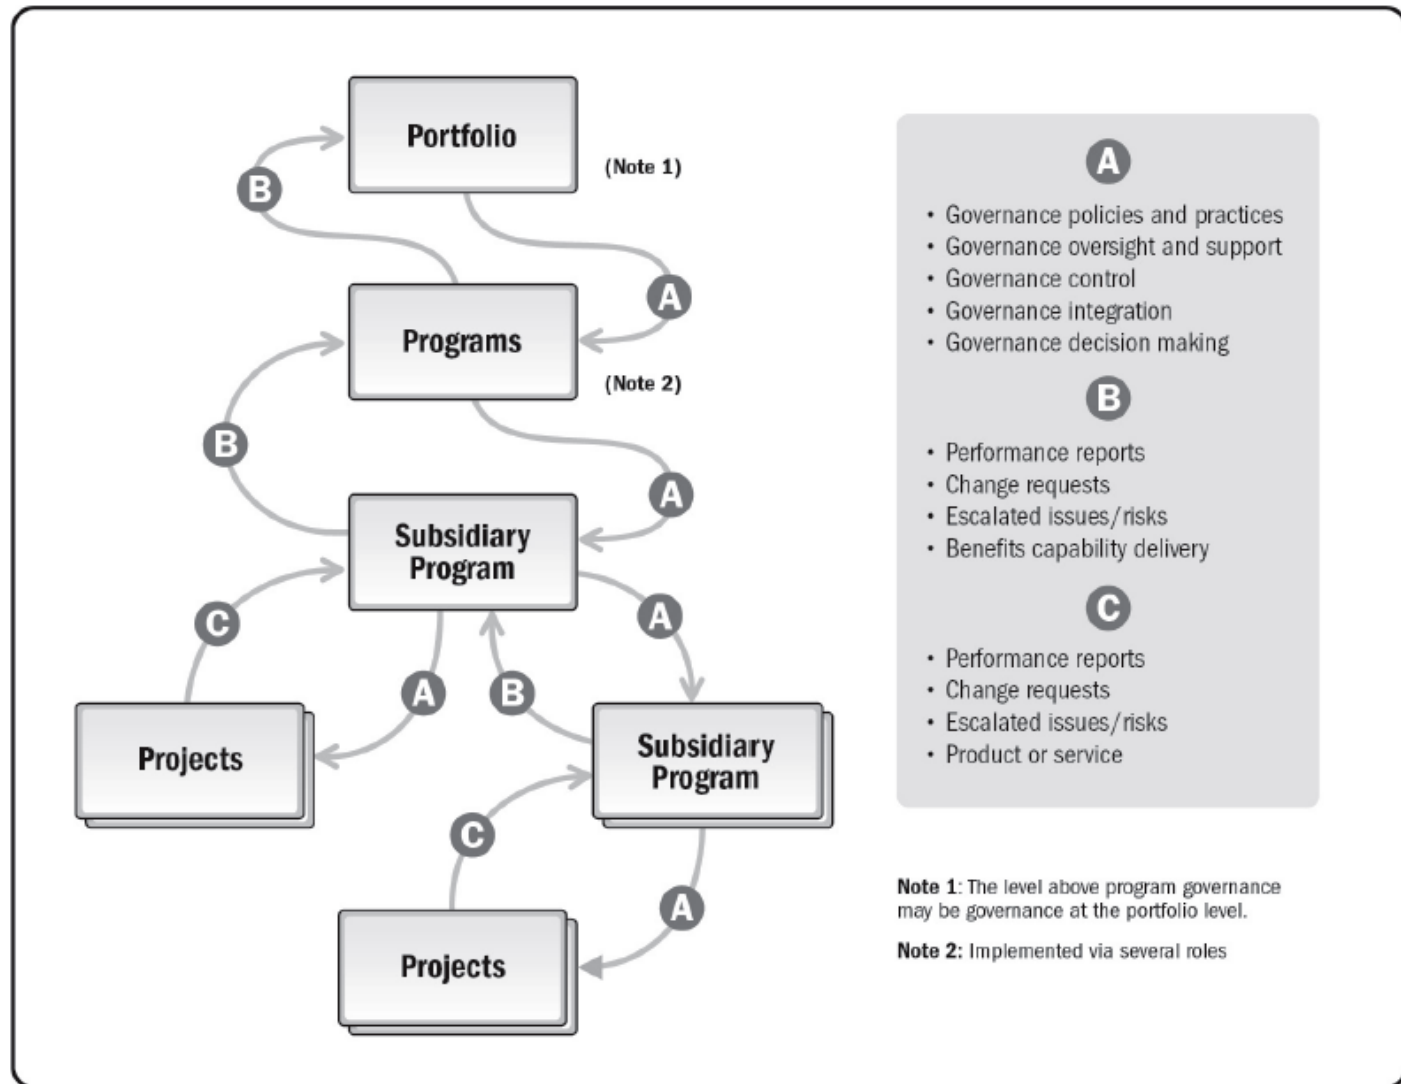 Portfolio
(Note 1)
B
A
Programs
(Note 2)
B
A
Subsidiary
Program
C
A
A
B
Projects
Subsidiary
Program
C
A
Projects
A
• Governance policies and practices
• Governance oversight and support
• Governance control
• Governance integration
• Governance decision making
B
• Performance reports
• Change requests
• Escalated issues/risks
• Benefits capability delivery
C
• Performance reports
• Change requests
• Escalated issues/risks
• Product or service
Note 1: The level above program governance
may be governance at the portfolio level.
Note 2: Implemented via several roles